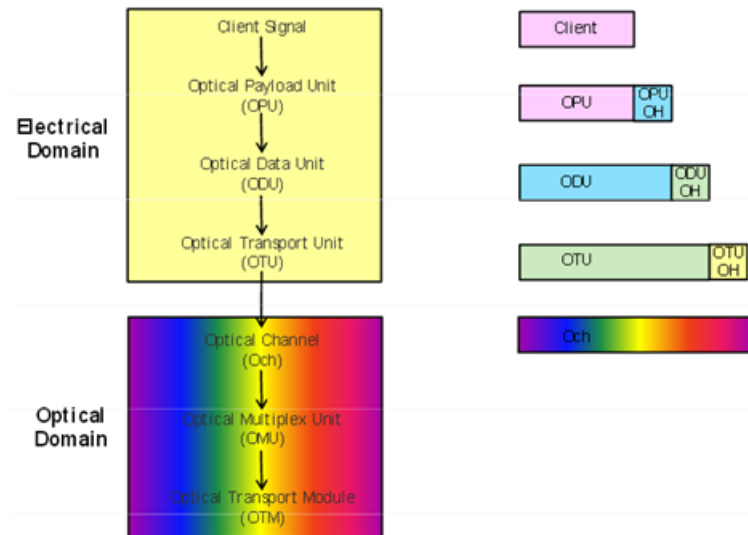 Client Signal
Optical Payload Unit
(OPU)
Electrical
Domain
Optical Data Unit
(ODU)
Optical Transport Unit
(OTU)
Optical Channel
(Och)
Optical Multiplex Unit
(OMU)
Optical
Domain
Optical Transport Module
(OTM)
Client
OPU
OPU
OH
ODU
ODU
OH
OTU
OTU
OH
Och